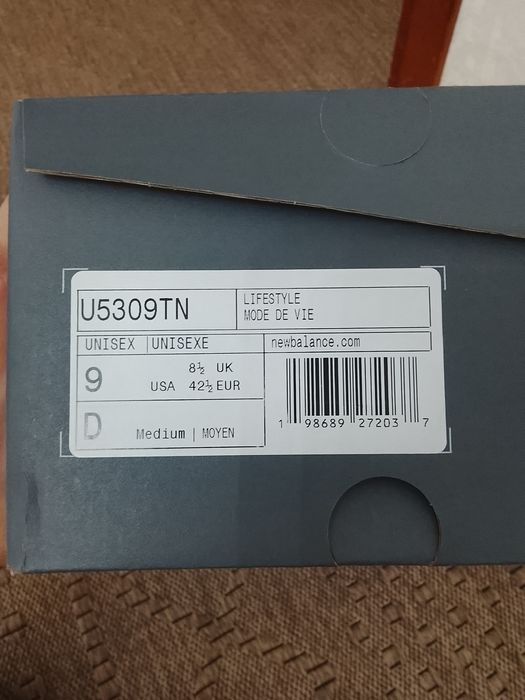 U5309TN
LIFESTYLE
MODE DE VIE
UNISEX | UNISEXE
newbalance.com
9
8½ UK
USA 42½ EUR
D
Medium | MOYEN
1 98689 27203 7